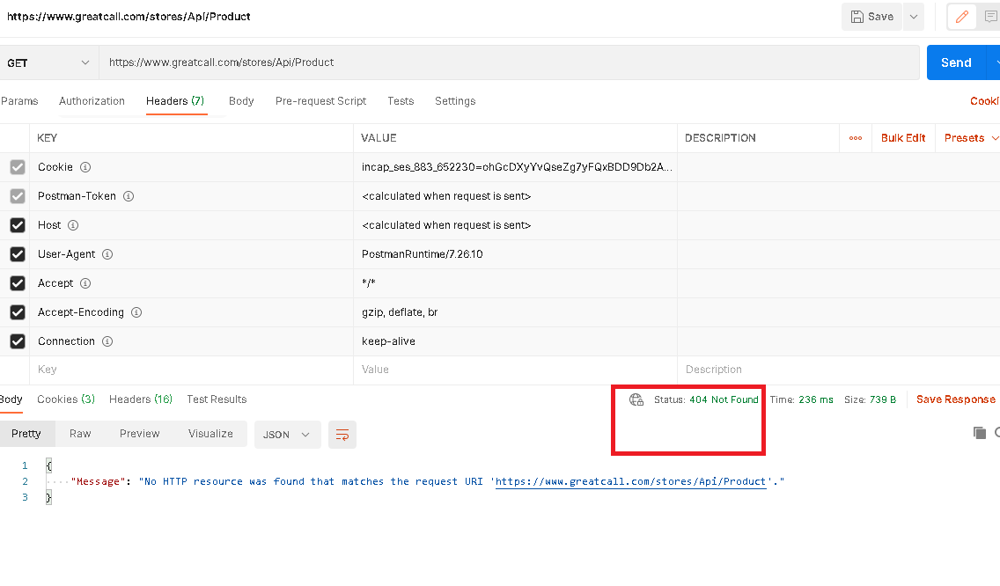 https://www.greatcall.com/stores/Api/Product Save
GET https://www.greatcall.com/stores/Api/Product Send
Params Authorization Headers (7) Body Pre-request Script Tests Settings Cooki
KEY VALUE DESCRIPTION Bulk Edit Presets
Cookie incap_ses_883_652230=ohGcDXyYvQseZg7yFQxBDD9Db2A...
Postman-Token <calculated when request is sent>
Host <calculated when request is sent>
User-Agent PostmanRuntime/7.26.10
Accept */*
Accept-Encoding gzip, deflate, br
Connection keep-alive
Key Value Description
Body Cookies (3) Headers (16) Test Results Status: 404 Not Found Time: 236 ms Size: 739 B Save Response
Pretty Raw Preview Visualize JSON
1 {
2 "Message": "No HTTP resource was found that matches the request URI 'https://www.greatcall.com/stores/Api/Product'."
3 }